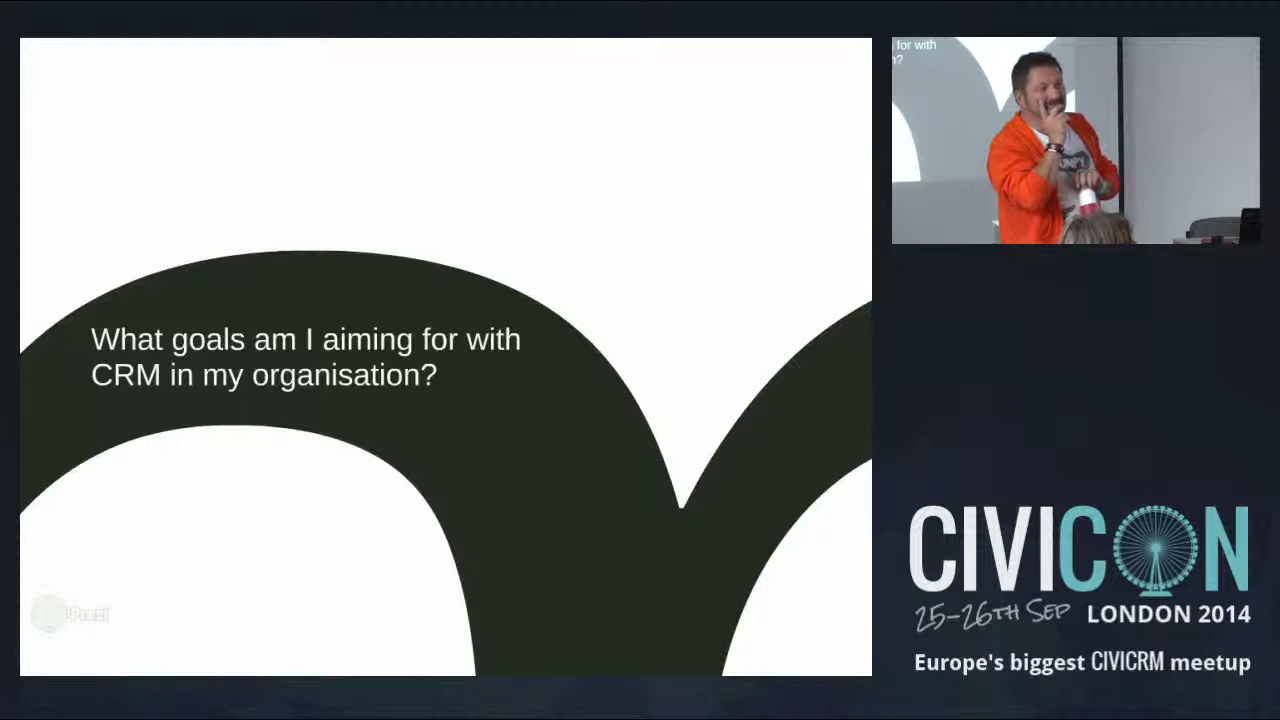 What goals am I aiming for with
CRM in my organisation?
for with
n?
CIVICON
25-26TH SEP LONDON 2014
Europe's biggest CIVICRM meetup